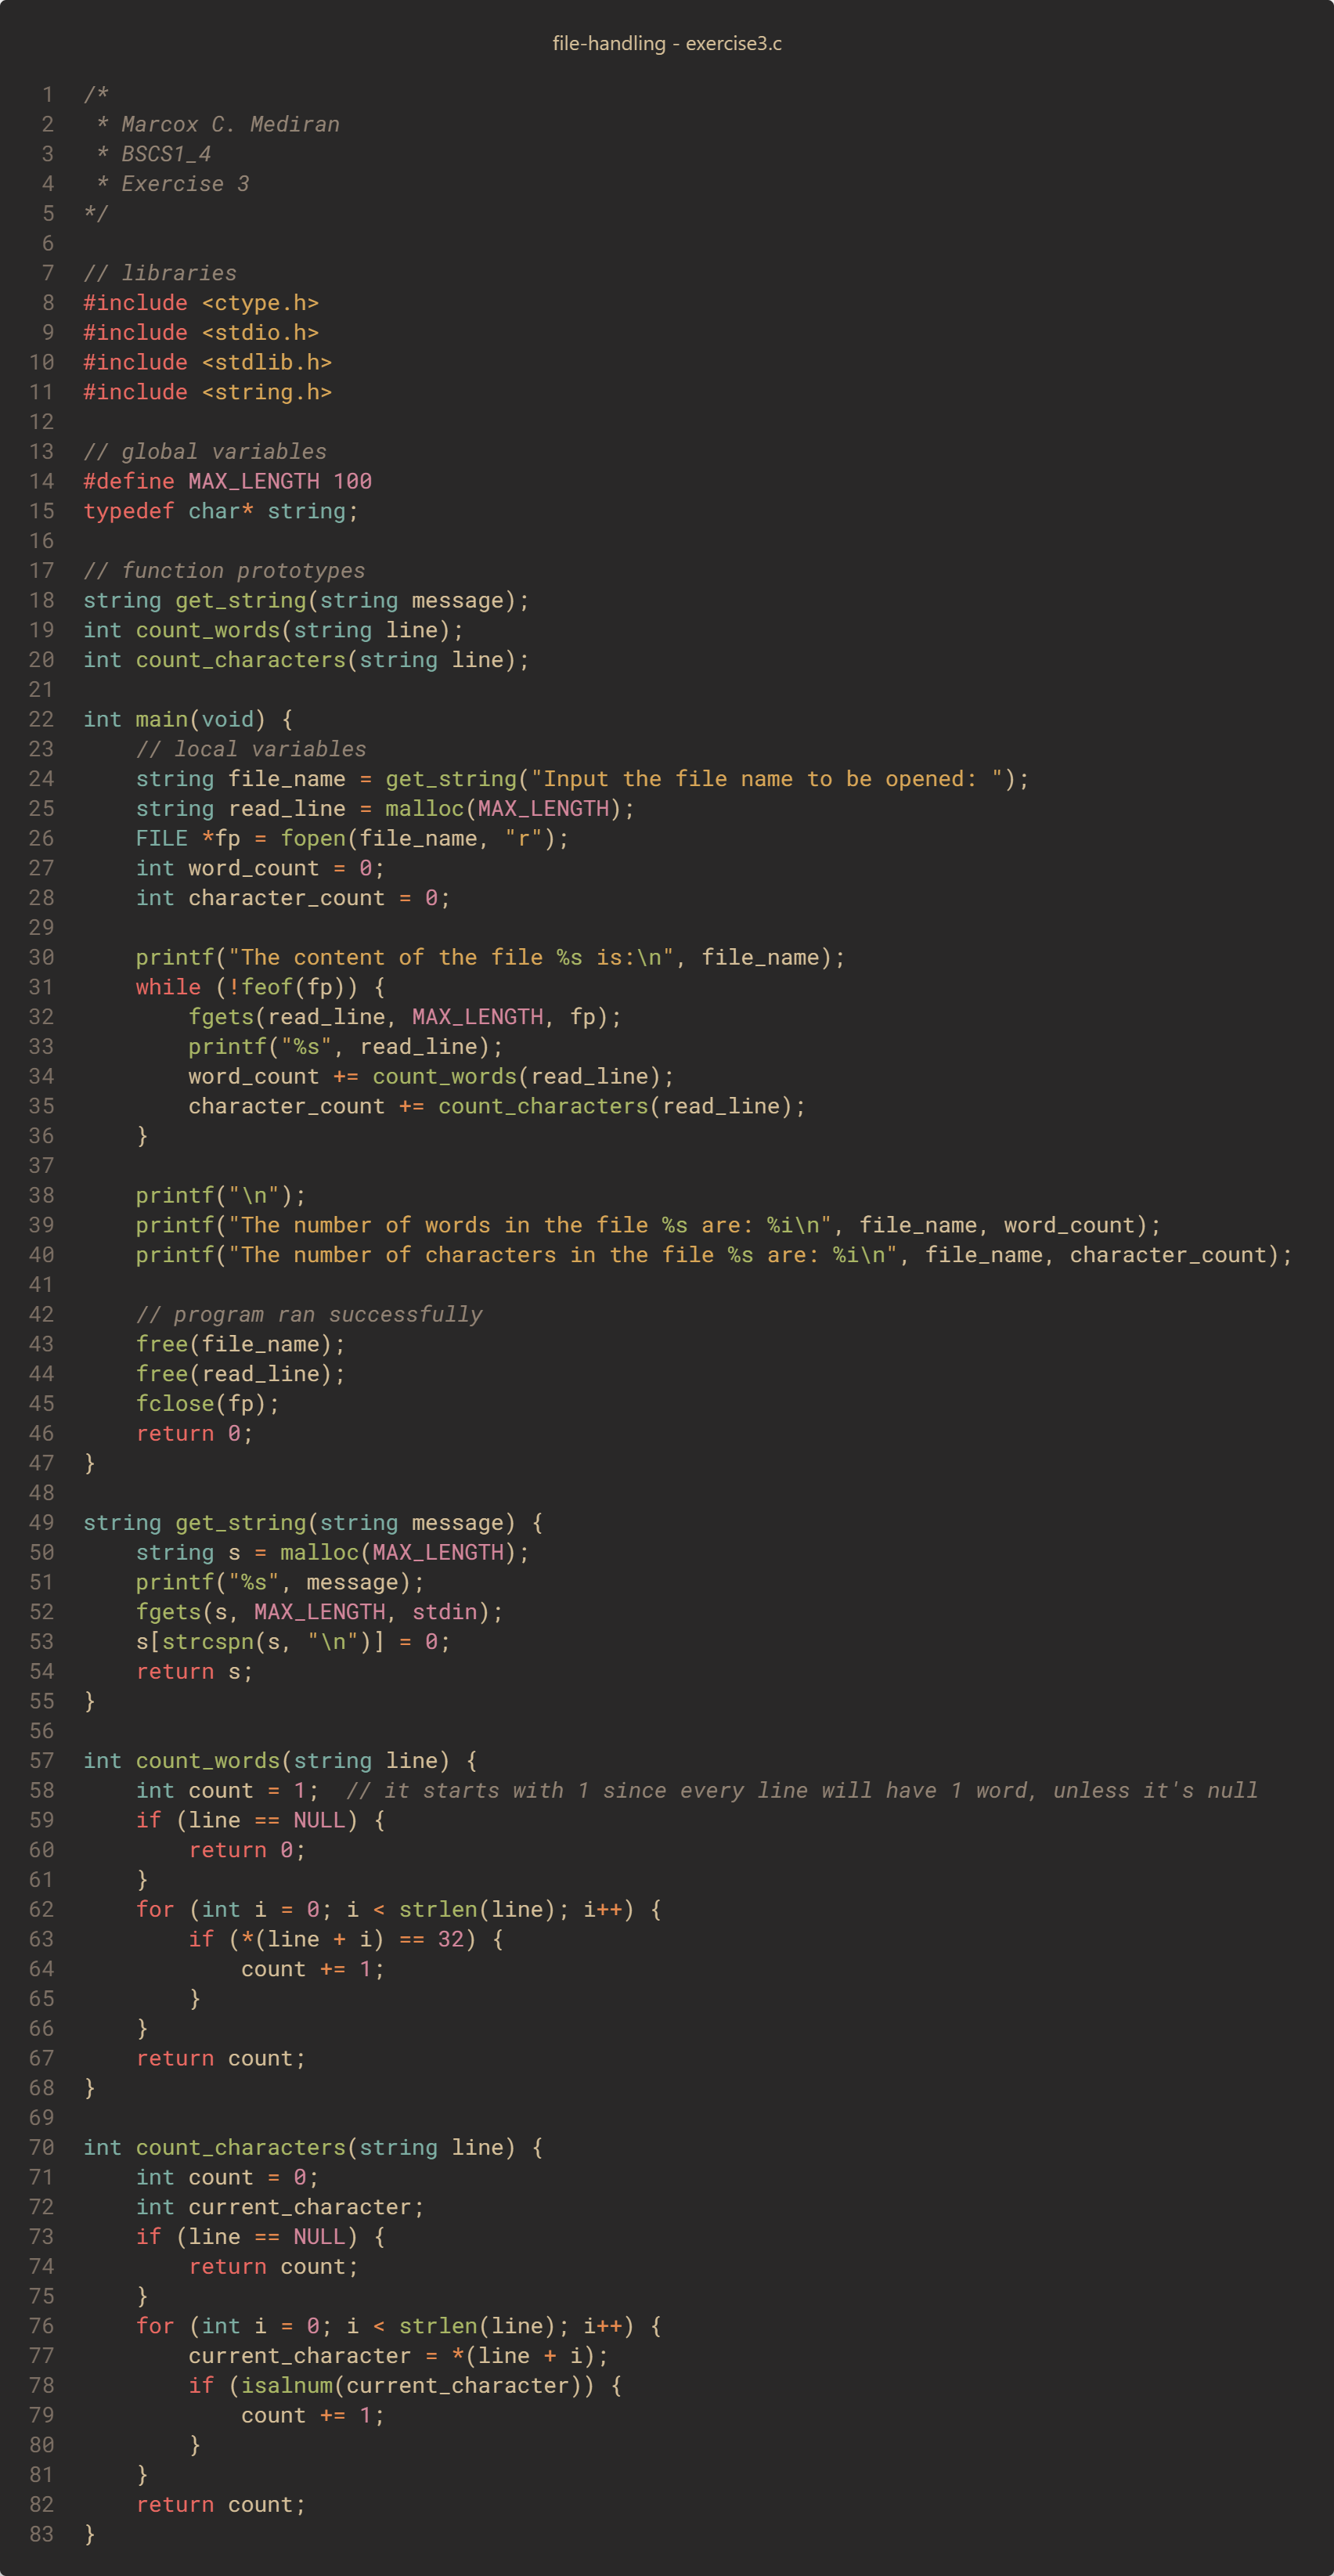 file-handling - exercise3.c
1 /*
2  * Marcox C. Mediran
3  * BSCS1_4
4  * Exercise 3
5 */
6
7 // libraries
8 #include <ctype.h>
9 #include <stdio.h>
10 #include <stdlib.h>
11 #include <string.h>
12
13 // global variables
14 #define MAX_LENGTH 100
15 typedef char* string;
16
17 // function prototypes
18 string get_string(string message);
19 int count_words(string line);
20 int count_characters(string line);
21
22 int main(void) {
23     // local variables
24     string file_name = get_string("Input the file name to be opened: ");
25     string read_line = malloc(MAX_LENGTH);
26     FILE *fp = fopen(file_name, "r");
27     int word_count = 0;
28     int character_count = 0;
29
30     printf("The content of the file %s is:\n", file_name);
31     while (!feof(fp)) {
32         fgets(read_line, MAX_LENGTH, fp);
33         printf("%s", read_line);
34         word_count += count_words(read_line);
35         character_count += count_characters(read_line);
36     }
37
38     printf("\n");
39     printf("The number of words in the file %s are: %i\n", file_name, word_count);
40     printf("The number of characters in the file %s are: %i\n", file_name, character_count);
41
42     // program ran successfully
43     free(file_name);
44     free(read_line);
45     fclose(fp);
46     return 0;
47 }
48
49 string get_string(string message) {
50     string s = malloc(MAX_LENGTH);
51     printf("%s", message);
52     fgets(s, MAX_LENGTH, stdin);
53     s[strcspn(s, "\n")] = 0;
54     return s;
55 }
56
57 int count_words(string line) {
58     int count = 1;  // it starts with 1 since every line will have 1 word, unless it's null
59     if (line == NULL) {
60         return 0;
61     }
62     for (int i = 0; i < strlen(line); i++) {
63         if (*(line + i) == 32) {
64             count += 1;
65         }
66     }
67     return count;
68 }
69
70 int count_characters(string line) {
71     int count = 0;
72     int current_character;
73     if (line == NULL) {
74         return count;
75     }
76     for (int i = 0; i < strlen(line); i++) {
77         current_character = *(line + i);
78         if (isalnum(current_character)) {
79             count += 1;
80         }
81     }
82     return count;
83 }